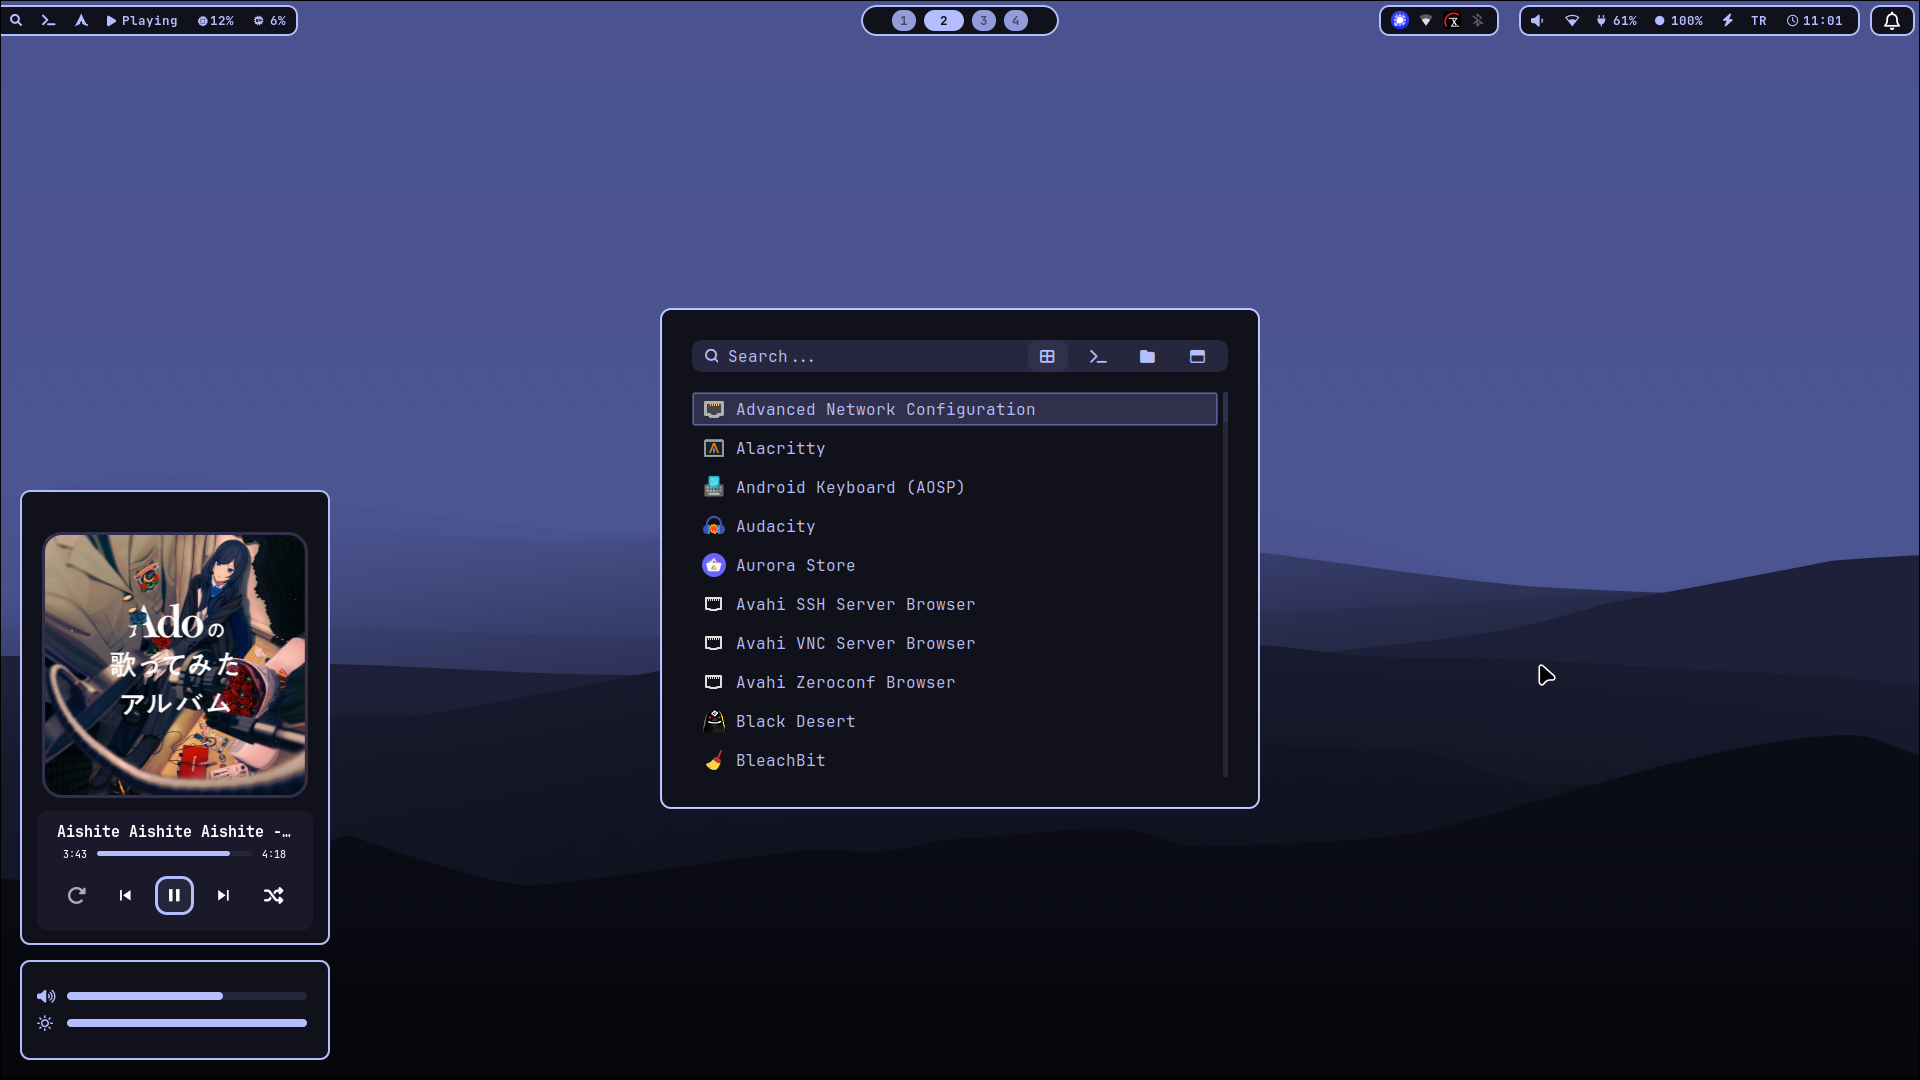 Playing 12% 6%
1 2 3 4
61% 100% TR 11:01
Search...
Advanced Network Configuration
Alacritty
Android Keyboard (AOSP)
Audacity
Aurora Store
Avahi SSH Server Browser
Avahi VNC Server Browser
Avahi Zeroconf Browser
Black Desert
BleachBit
Adoの
歌ってみた
アルバム
Aishite Aishite Aishite -…
3:43 4:18